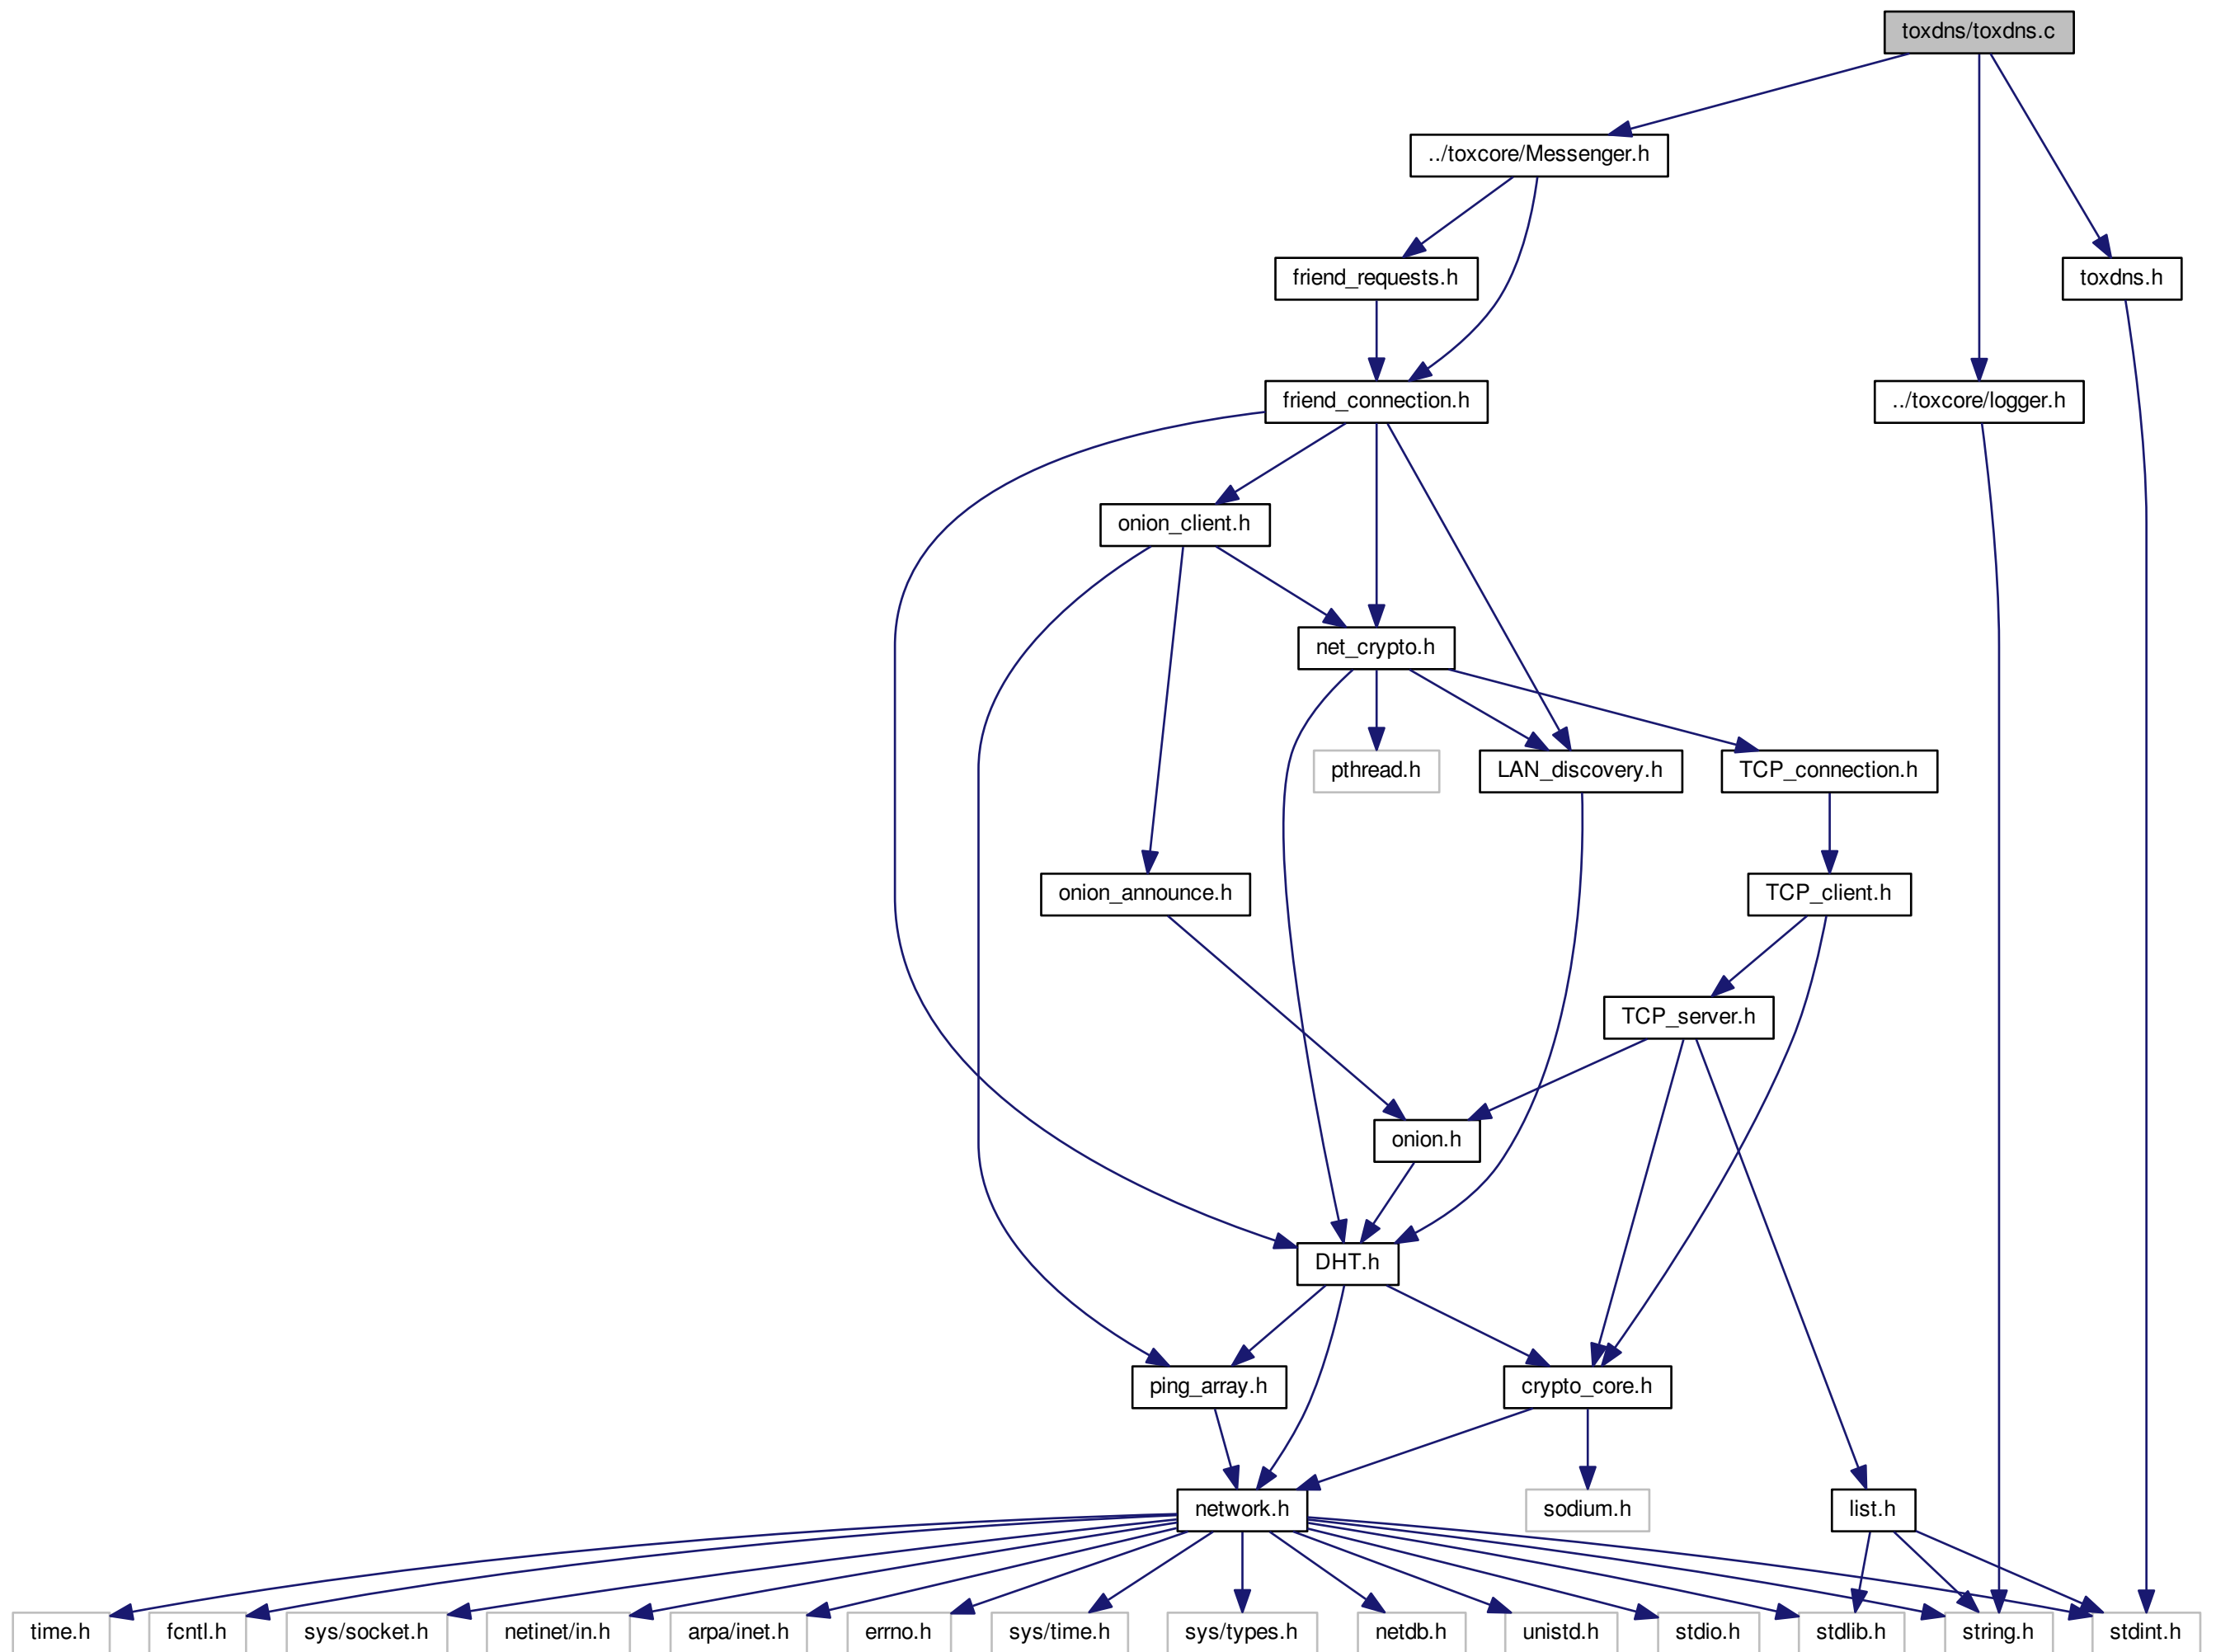 toxdns/toxdns.c
../toxcore/Messenger.h
friend_requests.h
toxdns.h
friend_connection.h
../toxcore/logger.h
onion_client.h
net_crypto.h
pthread.h
LAN_discovery.h
TCP_connection.h
onion_announce.h
TCP_client.h
TCP_server.h
onion.h
DHT.h
ping_array.h
crypto_core.h
network.h
sodium.h
list.h
time.h
fcntl.h
sys/socket.h
netinet/in.h
arpa/inet.h
errno.h
sys/time.h
sys/types.h
netdb.h
unistd.h
stdio.h
stdlib.h
string.h
stdint.h